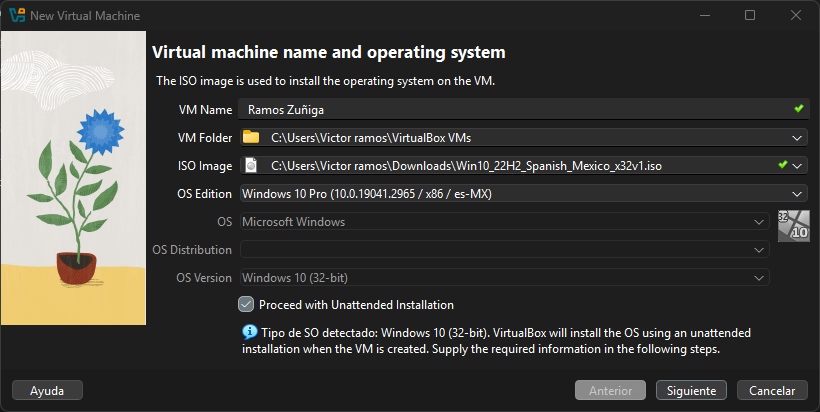 New Virtual Machine
Virtual machine name and operating system
The ISO image is used to install the operating system on the VM.
VM Name Ramos Zuñiga
VM Folder C:\Users\Victor ramos\VirtualBox VMs
ISO Image C:\Users\Victor ramos\Downloads\Win10_22H2_Spanish_Mexico_x32v1.iso
OS Edition Windows 10 Pro (10.0.19041.2965 / x86 / es-MX)
OS Microsoft Windows
32
10
OS Distribution
OS Version Windows 10 (32-bit)
Proceed with Unattended Installation
Tipo de SO detectado: Windows 10 (32-bit). VirtualBox will install the OS using an unattended
installation when the VM is created. Supply the required information in the following steps.
Ayuda Anterior Siguiente Cancelar